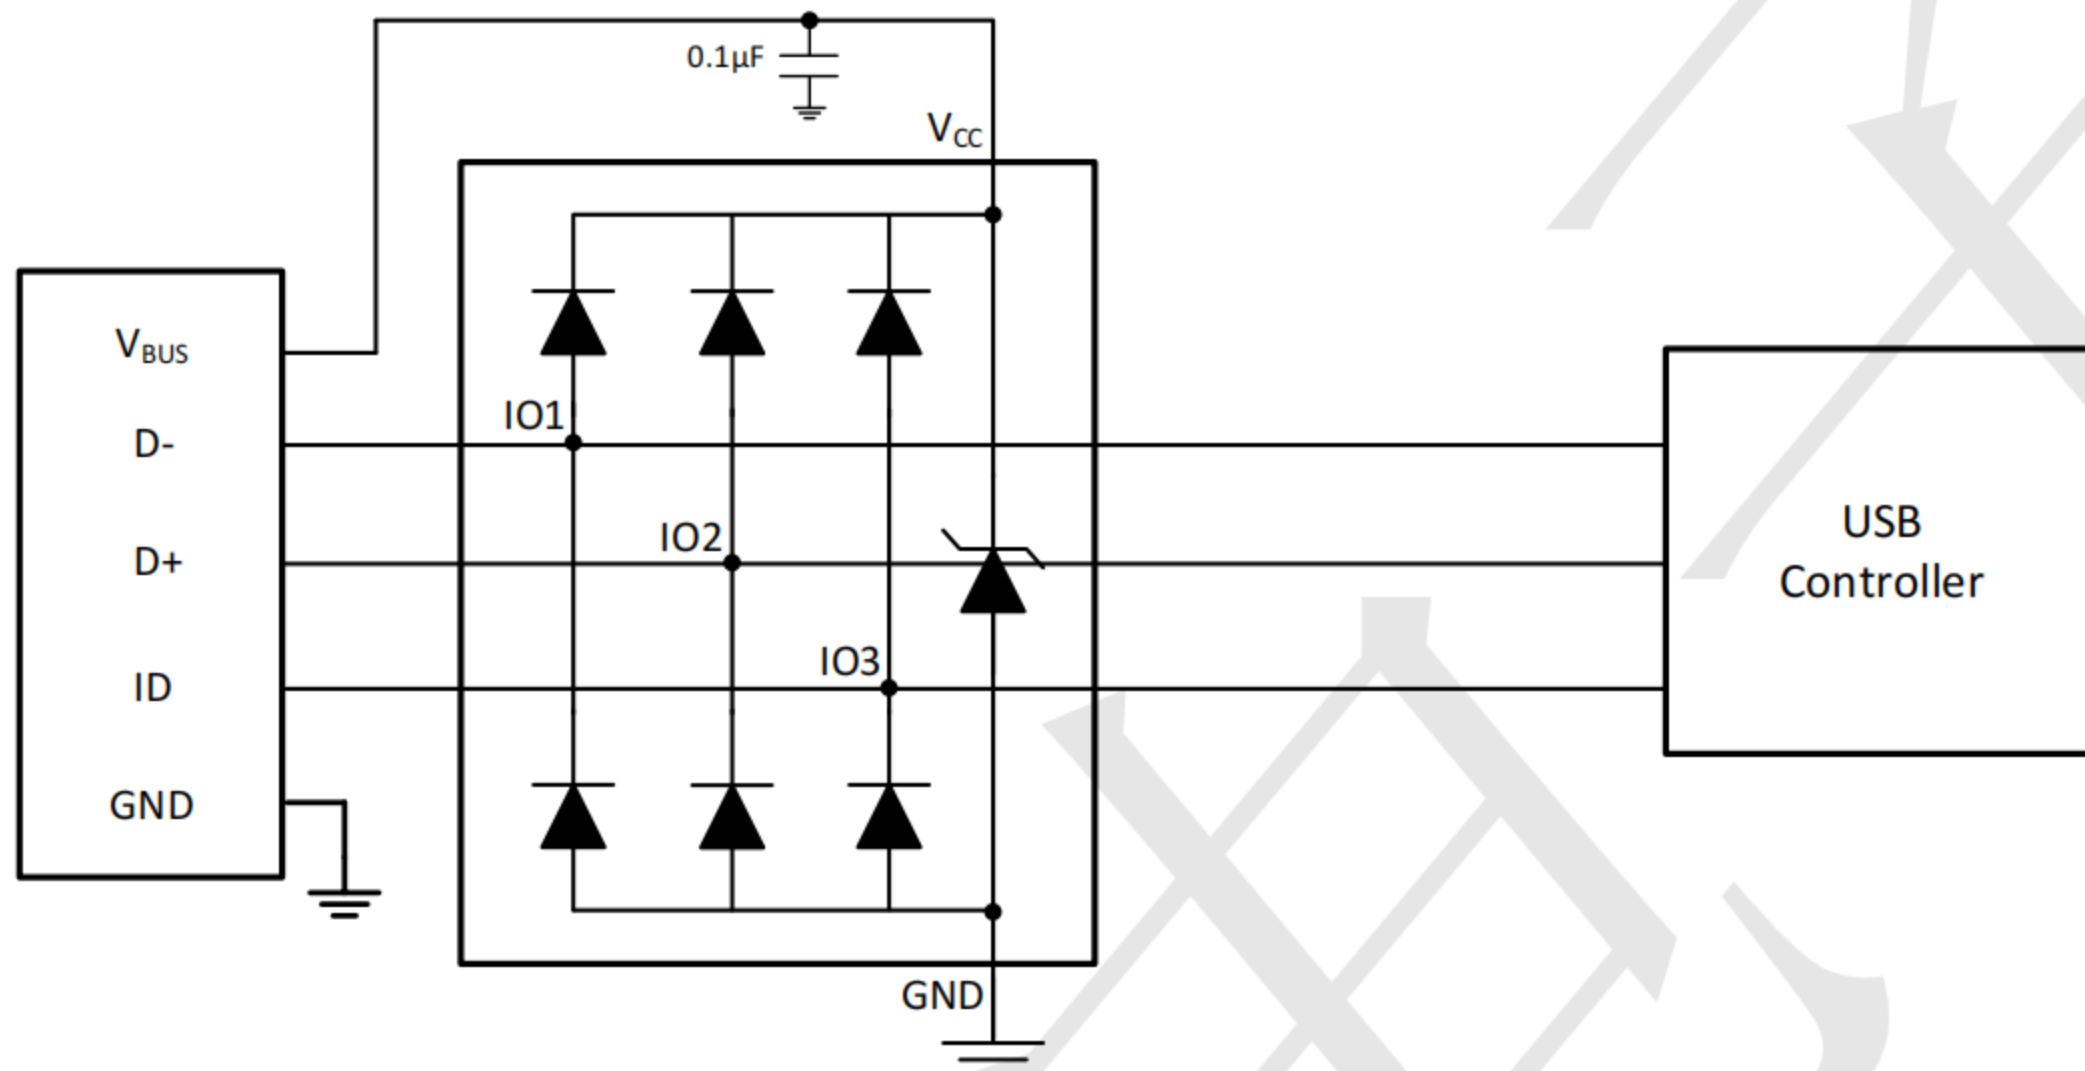 0.1µF
VCC
VBUS
D-
D+
ID
GND
IO1
IO2
IO3
GND
USB
Controller